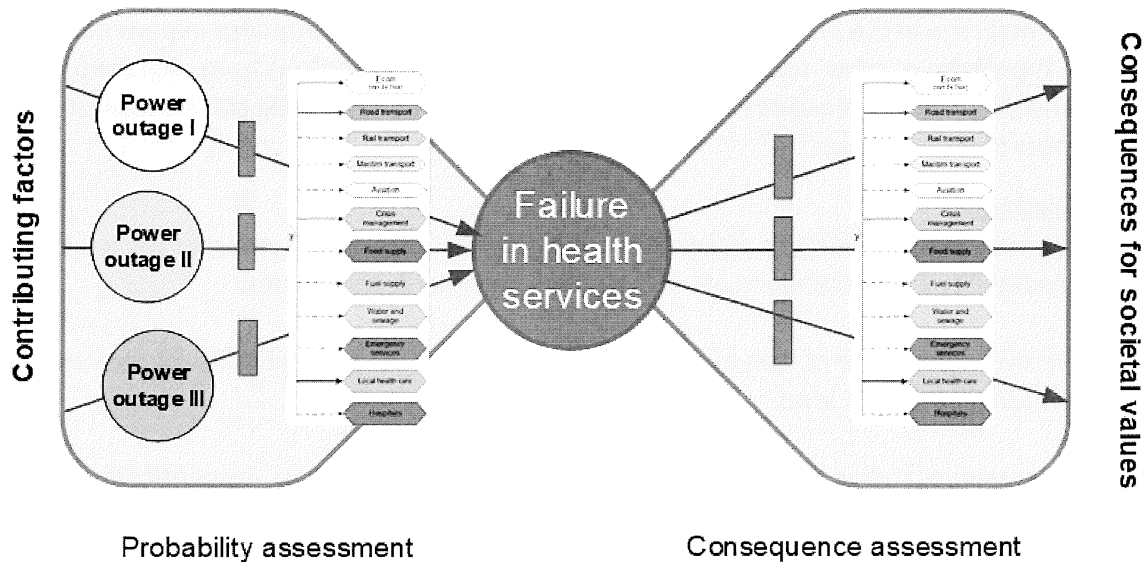 Contributing factors
Power
outage I
Power
outage II
Power
outage III
Road transport
Rail transport
Maritim transport
Aviation
Crisis
management
Food supply
Fuel supply
Water and
sewage
Emergency
services
Local health care
Hospitals
Failure
in health
services
Road transport
Rail transport
Maritim transport
Aviation
Crisis
management
Food supply
Fuel supply
Water and
sewage
Emergency
services
Local health care
Hospitals
Consequences for societal values
Probability assessment
Consequence assessment